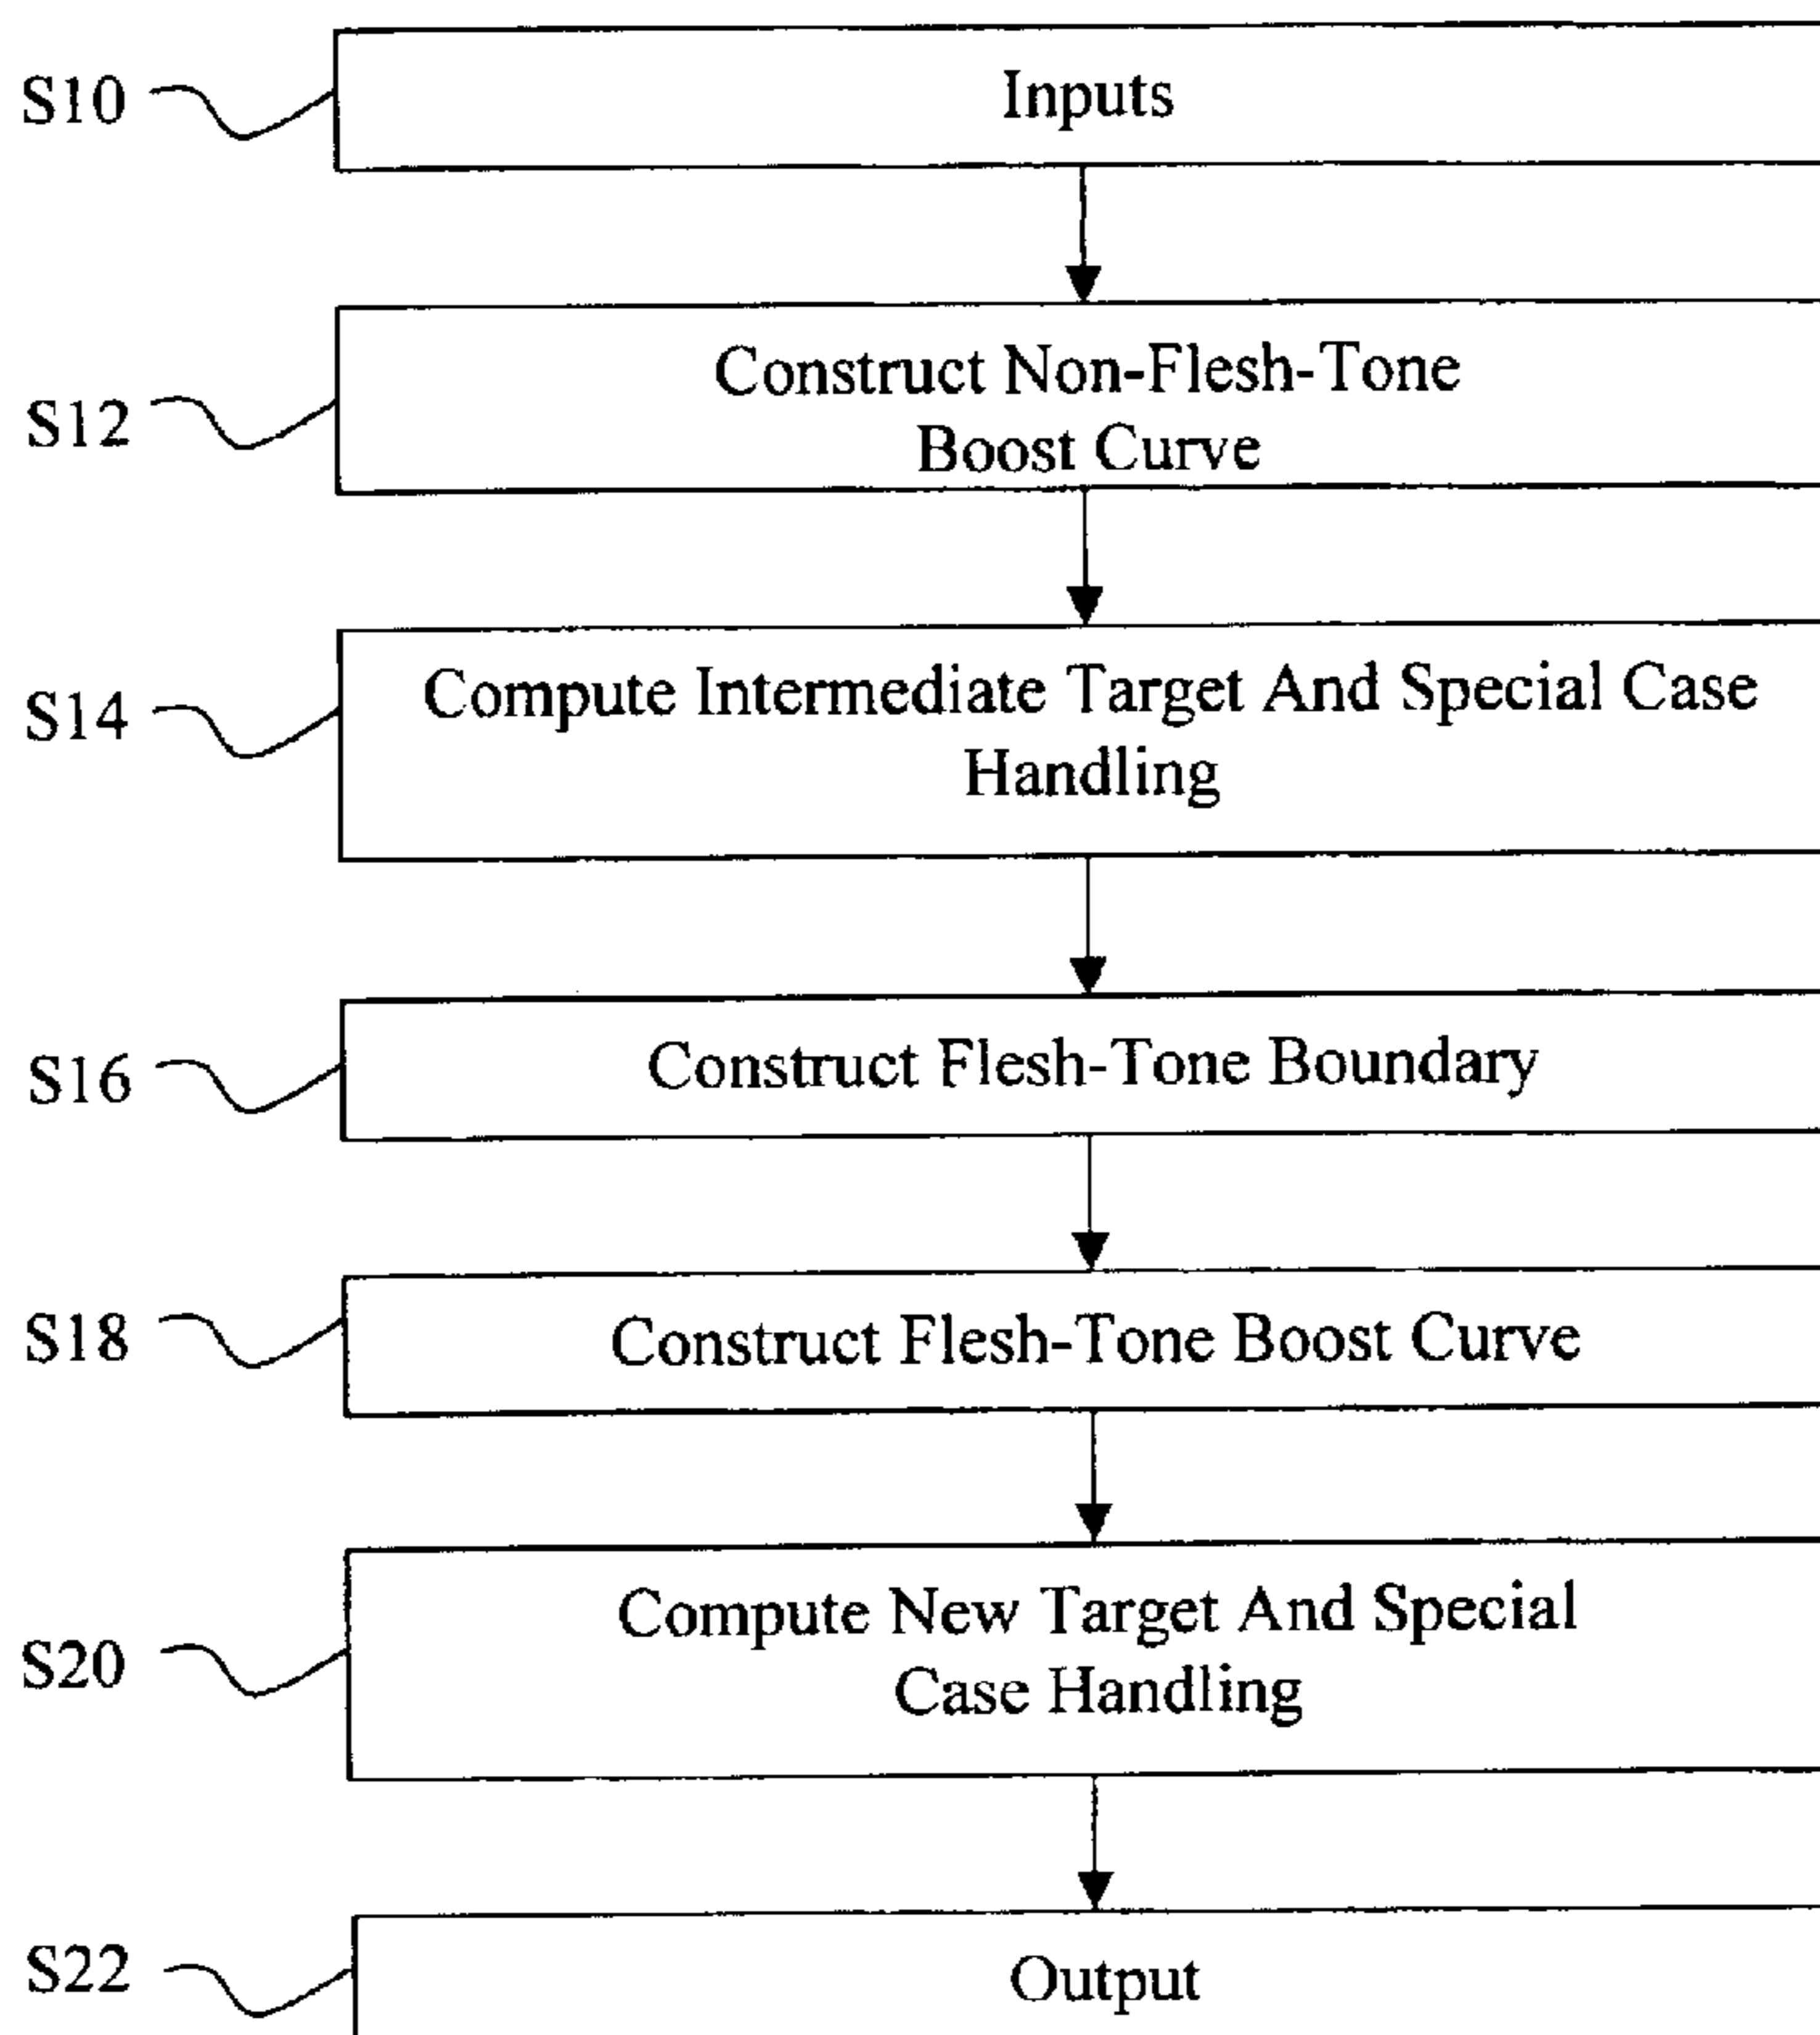 S10
Inputs
S12
Construct Non-Flesh-Tone
Boost Curve
S14
Compute Intermediate Target And Special Case
Handling
S16
Construct Flesh-Tone Boundary
S18
Construct Flesh-Tone Boost Curve
S20
Compute New Target And Special
Case Handling
S22
Output